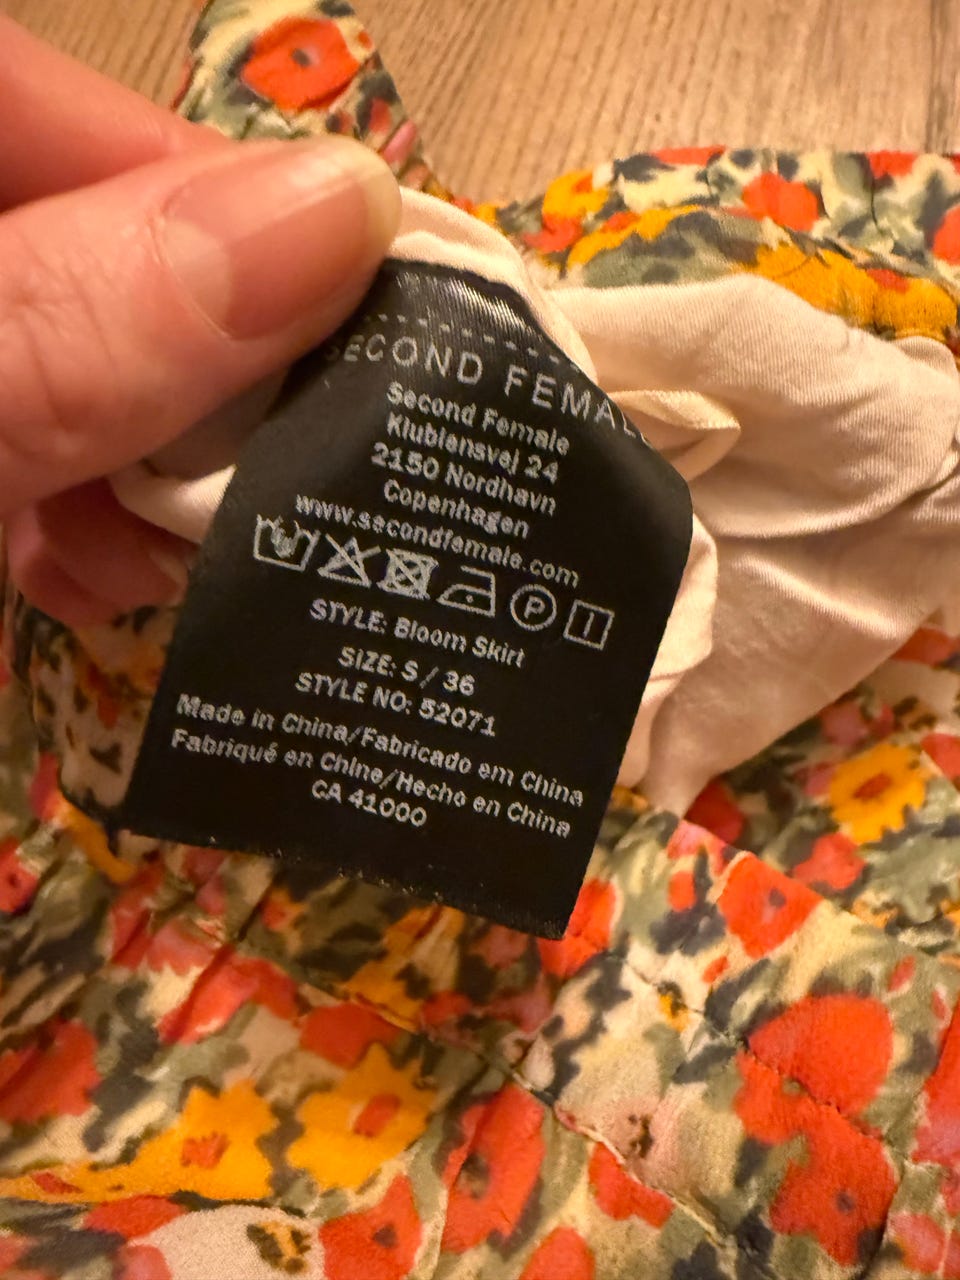 SECOND FEMALE
Second Female
Klubiensvej 24
2150 Nordhavn
Copenhagen
www.secondfemale.com
P
STYLE: Bloom Skirt
SIZE: S / 36
STYLE NO: 52071
Made in China/Fabricado em China
Fabriqué en Chine/Hecho en China
CA 41000